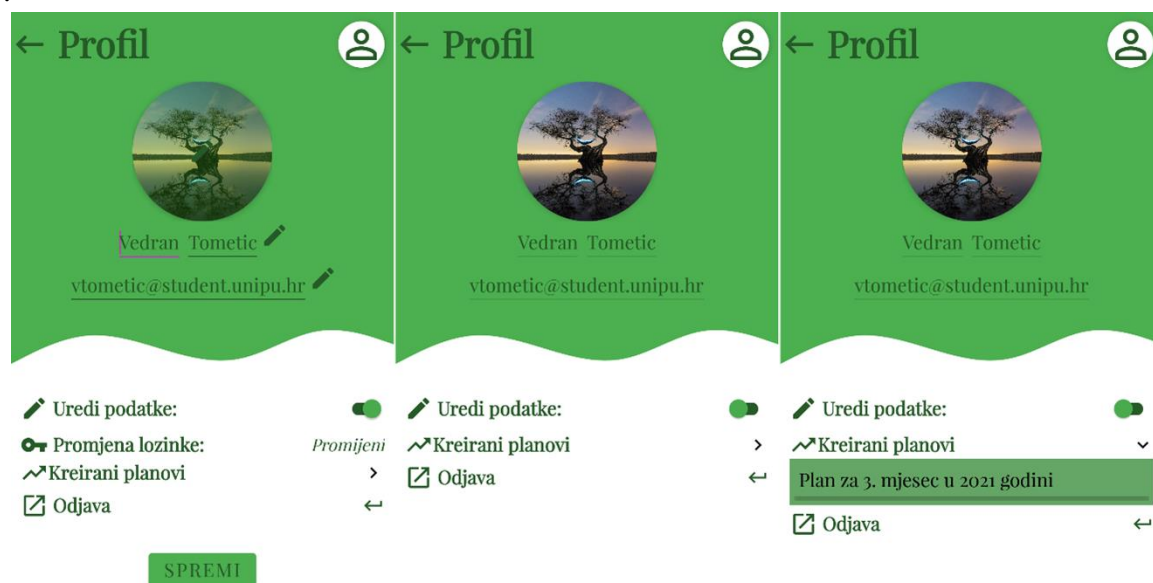 Profil
Vedran Tometic
vtometic@student.unipu.hr
Uredi podatke:
Promjena lozinke: Promijeni
Kreirani planovi
Odjava
SPREMI
Profil
Vedran Tometic
vtometic@student.unipu.hr
Uredi podatke:
Kreirani planovi
Odjava
Profil
Vedran Tometic
vtometic@student.unipu.hr
Uredi podatke:
Kreirani planovi
Plan za 3. mjesec u 2021 godini
Odjava